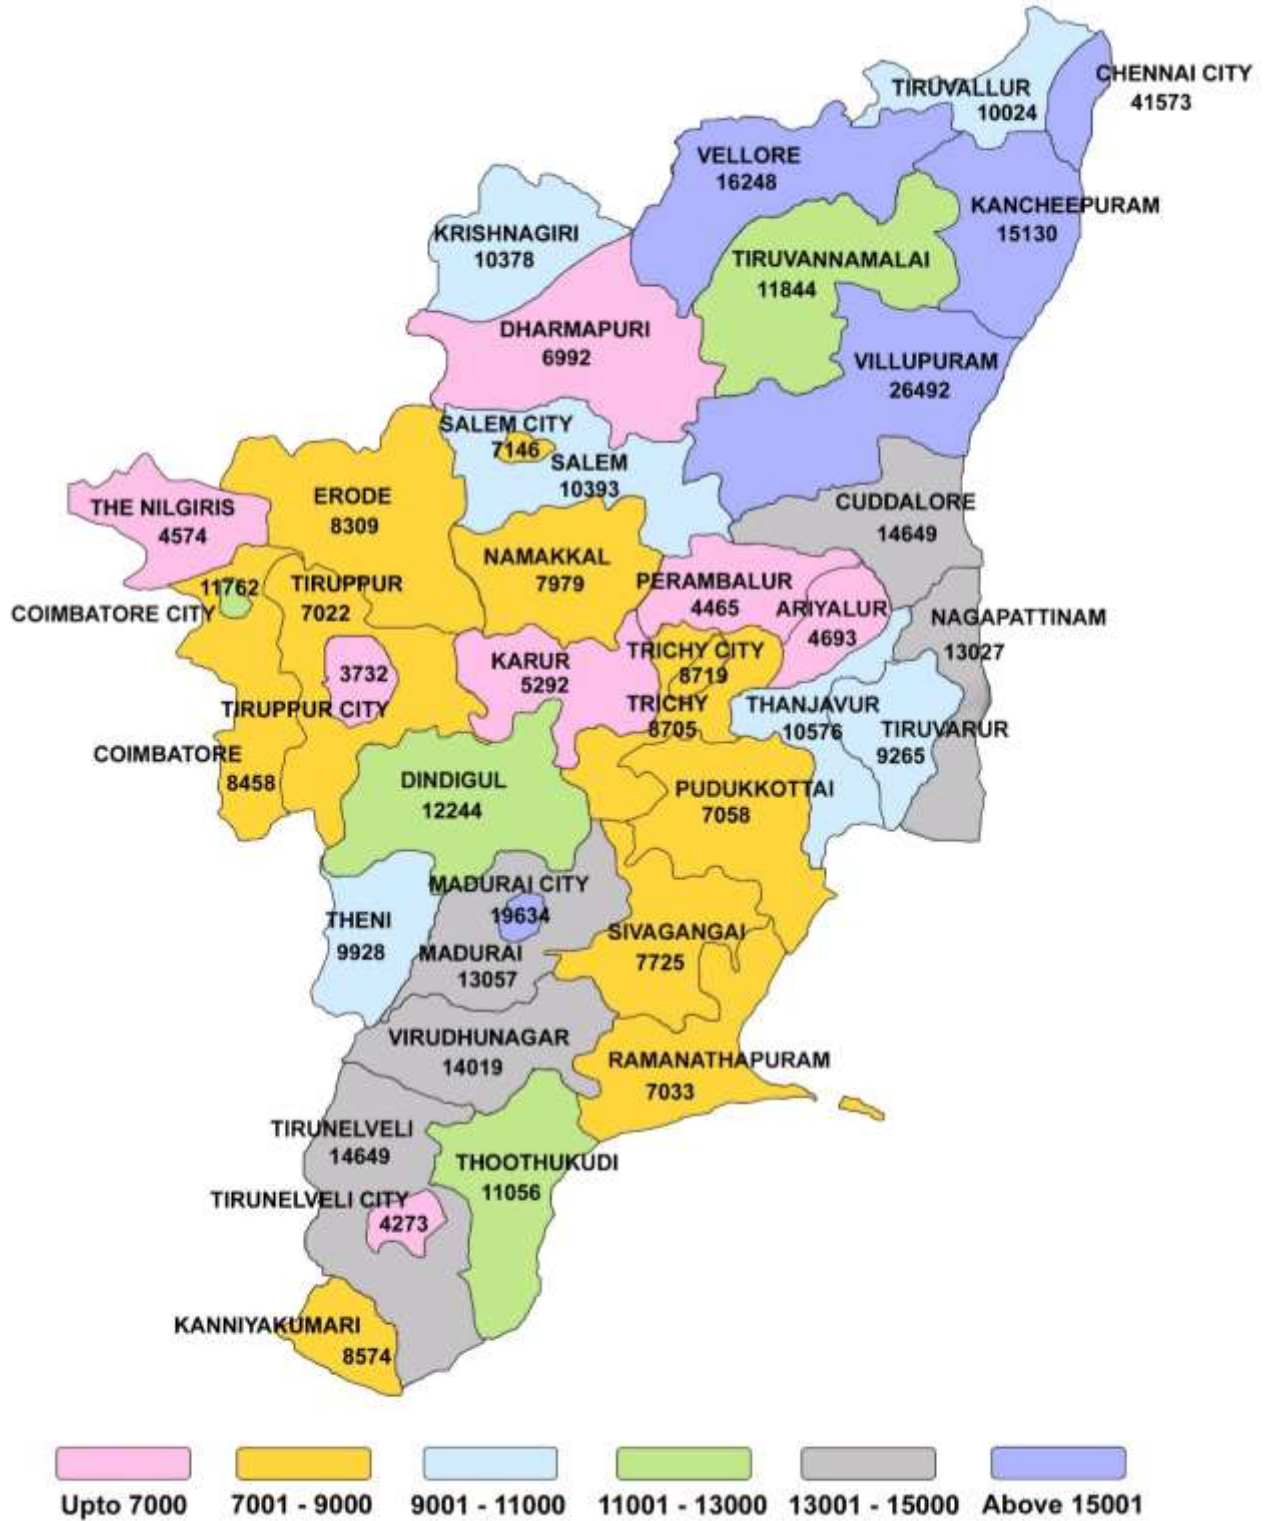 CHENNAI CITY
41573
TIRUVALLUR
10024
VELLORE
16248
KANCHEEPURAM
15130
KRISHNAGIRI
10378
TIRUVANNAMALAI
11844
DHARMAPURI
6992
VILLUPURAM
26492
SALEM CITY
7146
SALEM
10393
THE NILGIRIS
4574
ERODE
8309
CUDDALORE
14649
NAMAKKAL
7979
11762
COIMBATORE CITY
TIRUPPUR
7022
PERAMBALUR
4465
ARIYALUR
4693
NAGAPATTINAM
13027
3732
TIRUPPUR CITY
KARUR
5292
TRICHY CITY
8719
TRICHY
8705
THANJAVUR
10576
TIRUVARUR
9265
COIMBATORE
8458
DINDIGUL
12244
PUDUKKOTTAI
7058
MADURAI CITY
19634
THENI
9928
MADURAI
13057
SIVAGANGAI
7725
VIRUDHUNAGAR
14019
RAMANATHAPURAM
7033
TIRUNELVELI
14649
THOOTHUKUDI
11056
TIRUNELVELI CITY
4273
KANNIYAKUMARI
8574
Upto 7000
7001 - 9000
9001 - 11000
11001 - 13000
13001 - 15000
Above 15001